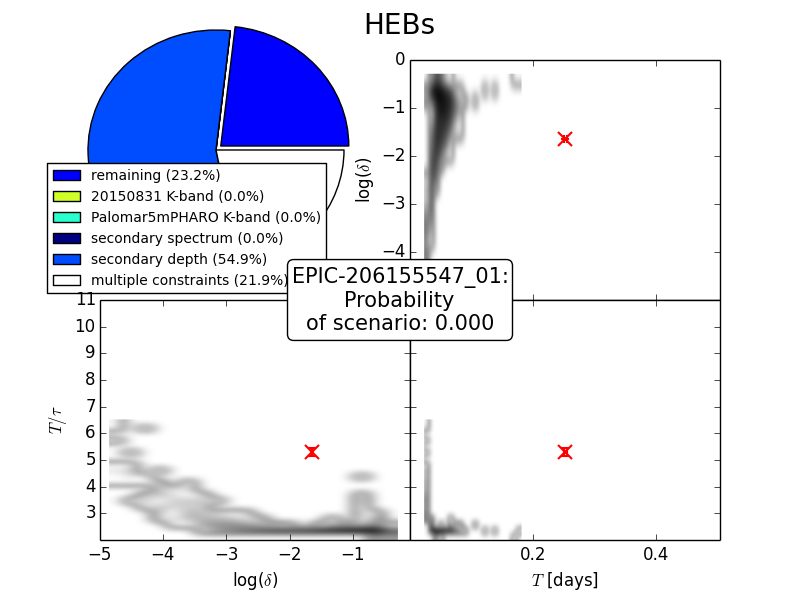 HEBs
remaining (23.2%)
20150831 K-band (0.0%)
Palomar5mPHARO K-band (0.0%)
secondary spectrum (0.0%)
secondary depth (54.9%)
multiple constraints (21.9%)
0
−1
−2
−3
−4
log(δ)
EPIC-206155547_01:
Probability
of scenario: 0.000
11
10
9
8
7
6
5
4
3
T/τ
−5
−4
−3
−2
−1
log(δ)
0.2
0.4
T [days]